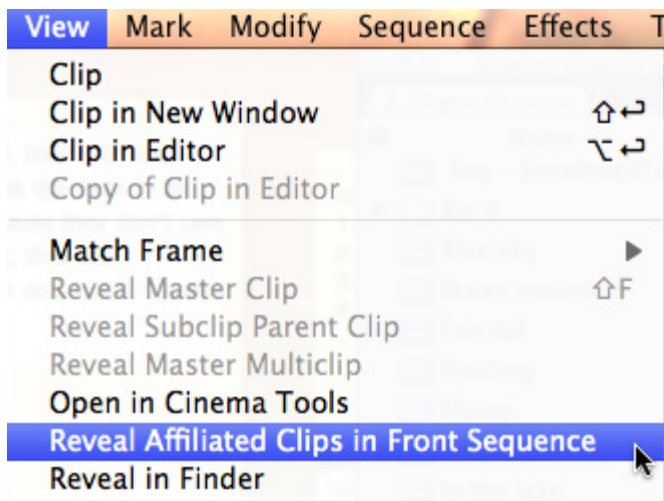 View Mark Modify Sequence Effects T
Clip
Clip in New Window ⇧↩
Clip in Editor ⌥↩
Copy of Clip in Editor
Match Frame ▶
Reveal Master Clip ⇧F
Reveal Subclip Parent Clip
Reveal Master Multiclip
Open in Cinema Tools
Reveal Affiliated Clips in Front Sequence
Reveal in Finder